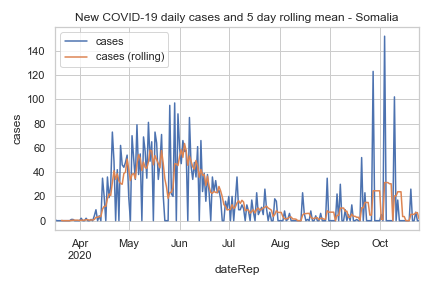 New COVID-19 daily cases and 5 day rolling mean - Somalia
cases
cases (rolling)
140
120
100
80
60
40
20
0
cases
Apr May Jun Jul Aug Sep Oct
2020
dateRep